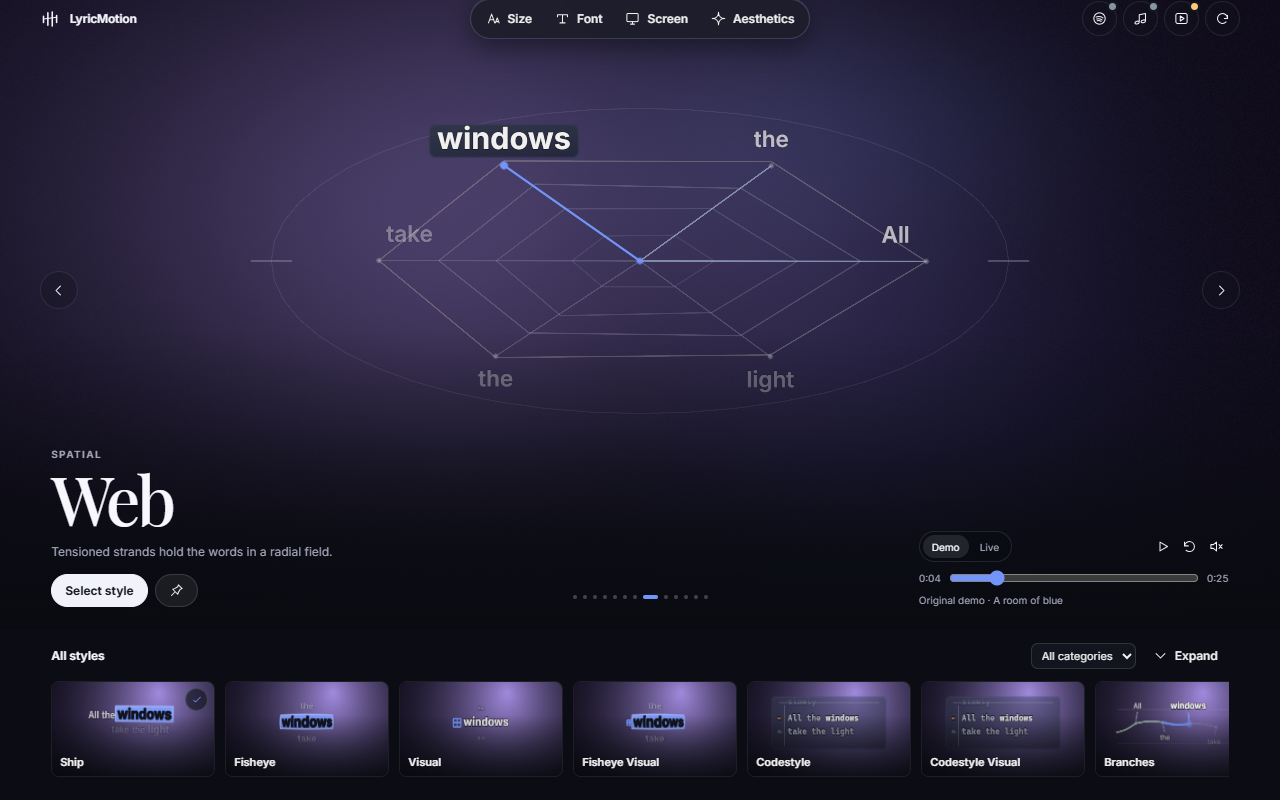 LyricMotion
Size Font Screen Aesthetics
windows
the
take
All
the
light
SPATIAL
Web
Tensioned strands hold the words in a radial field.
Select style
Demo Live
0:04 0:25
Original demo · A room of blue
All styles
All categories Expand
All the windows
take the light
Ship
the
windows
take
Fisheye
windows
Visual
the
windows
take
Fisheye Visual
All the windows
take the light
Codestyle
All the windows
take the light
Codestyle Visual
All windows
the take
Branches